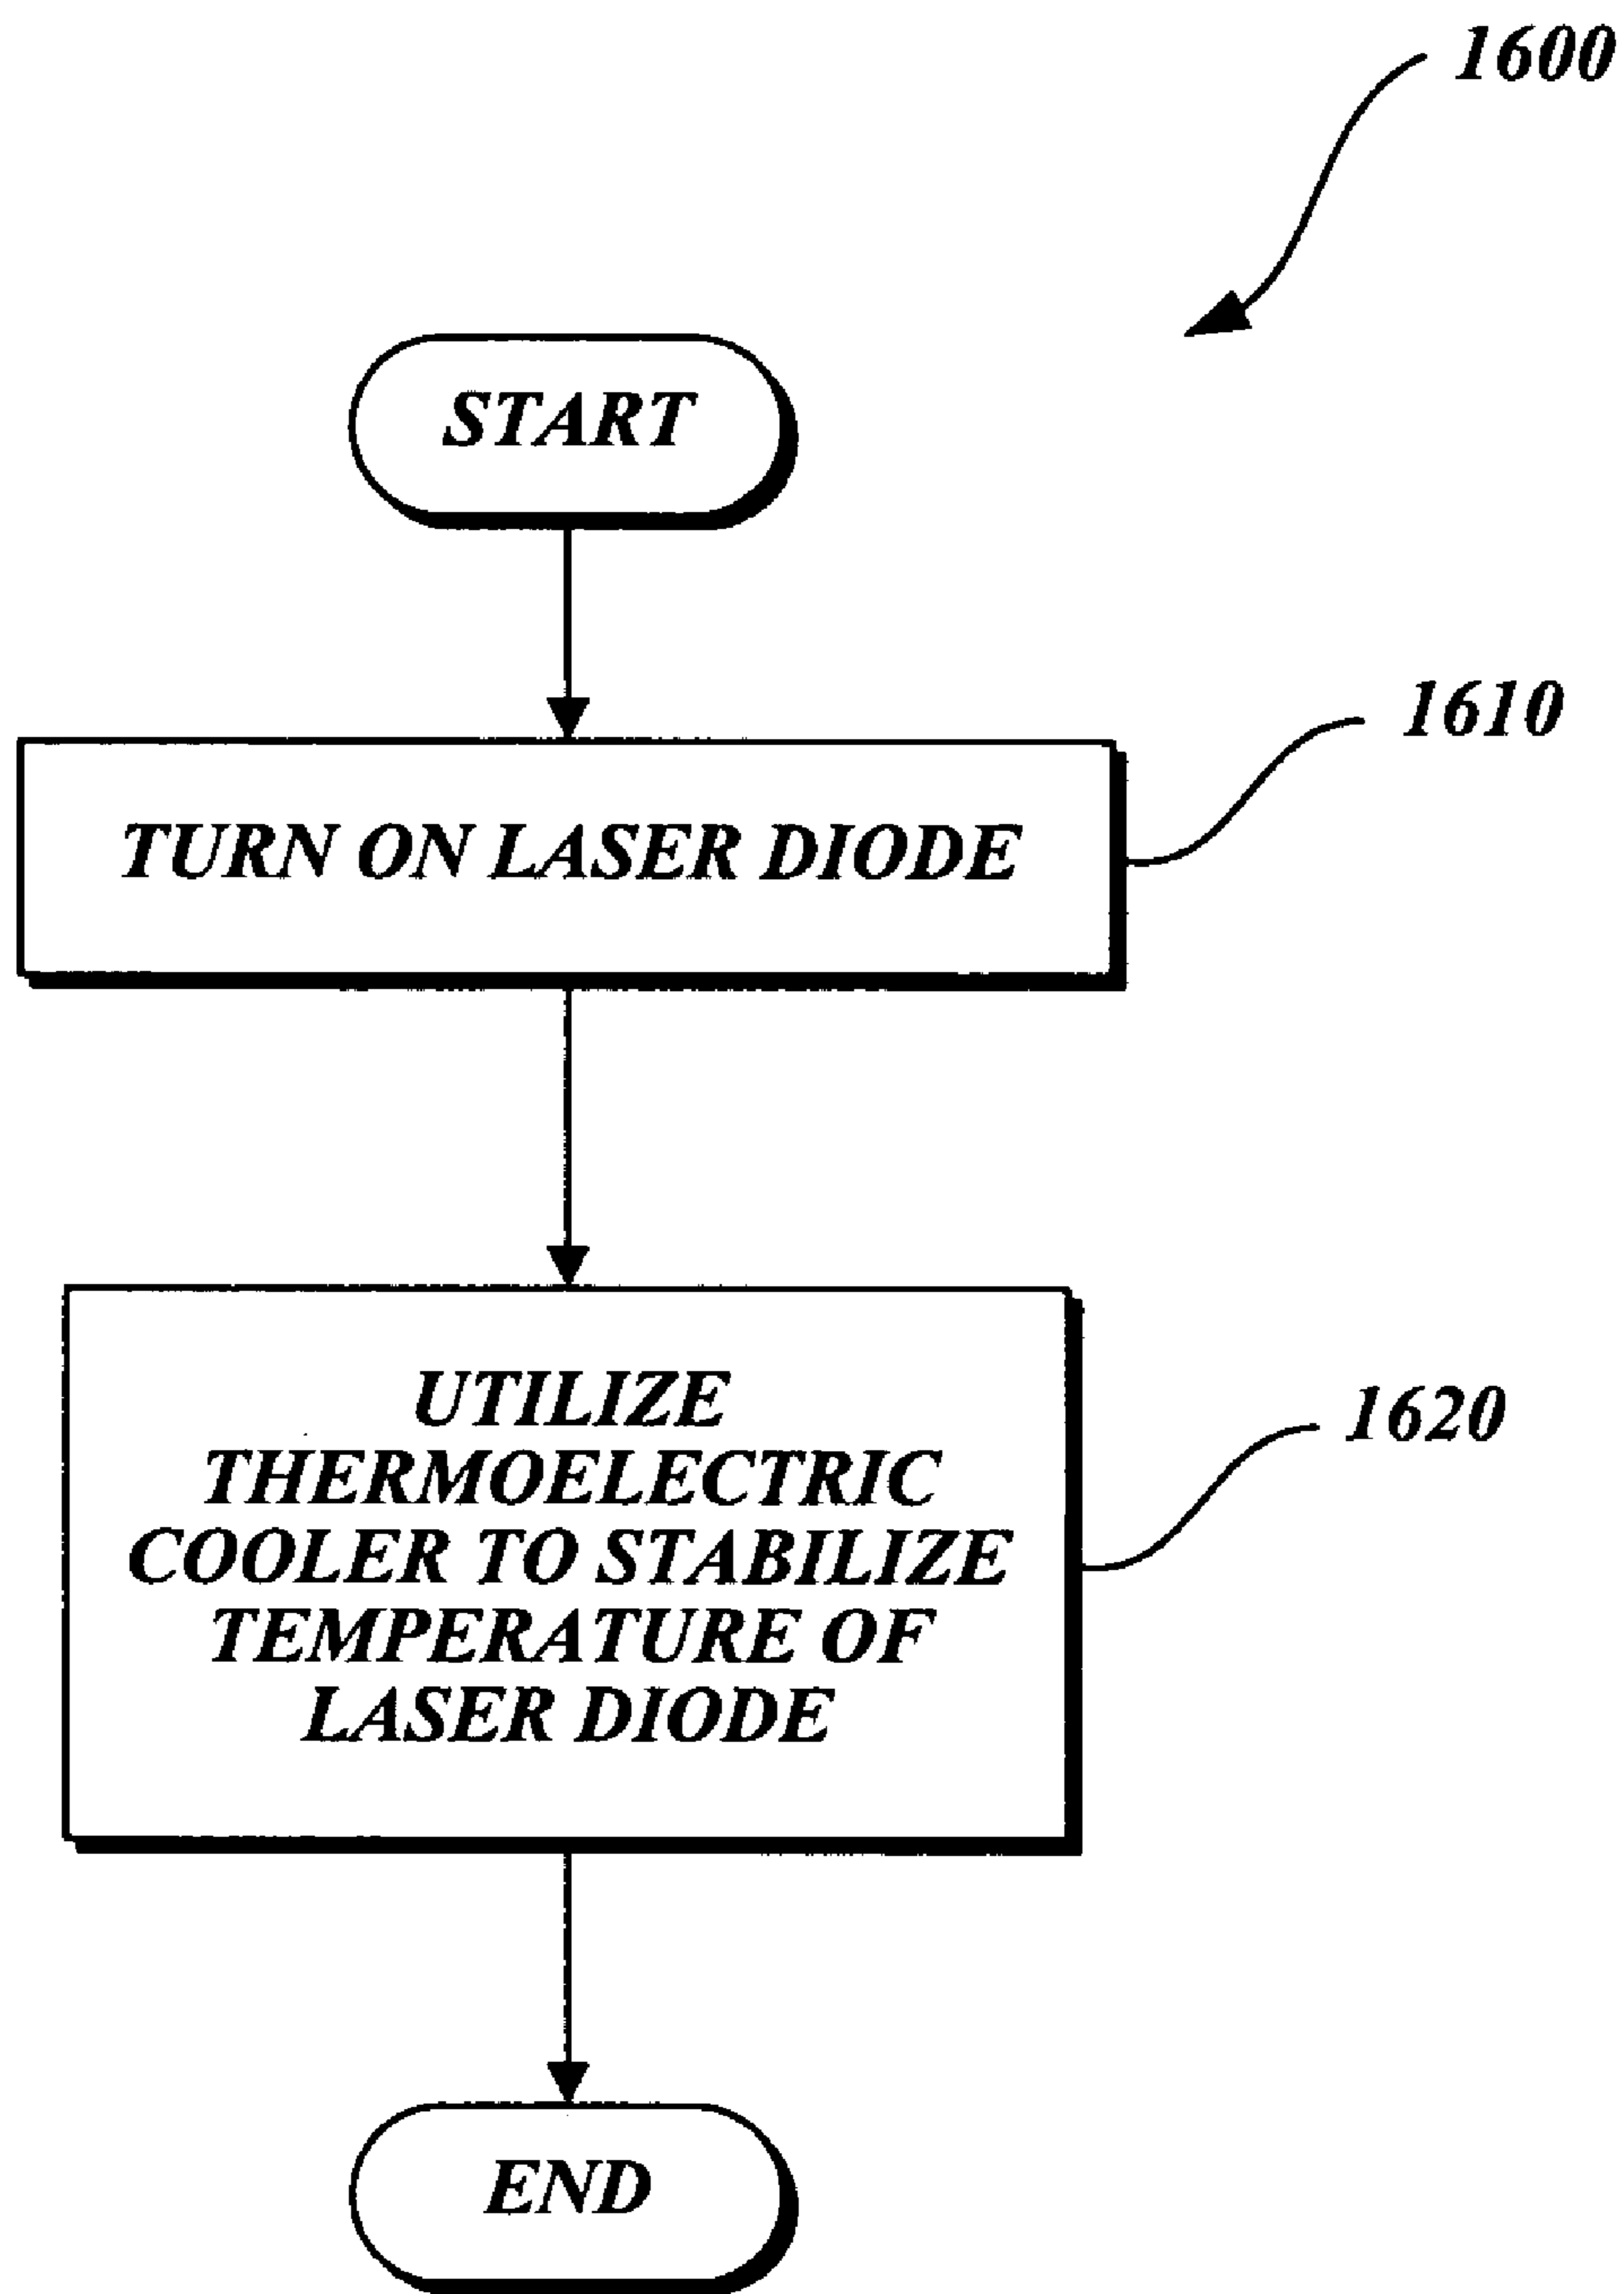 1600
START
1610
TURN ON LASER DIODE
UTILIZE
THERMOELECTRIC
COOLER TO STABILIZE
TEMPERATURE OF
LASER DIODE
1620
END